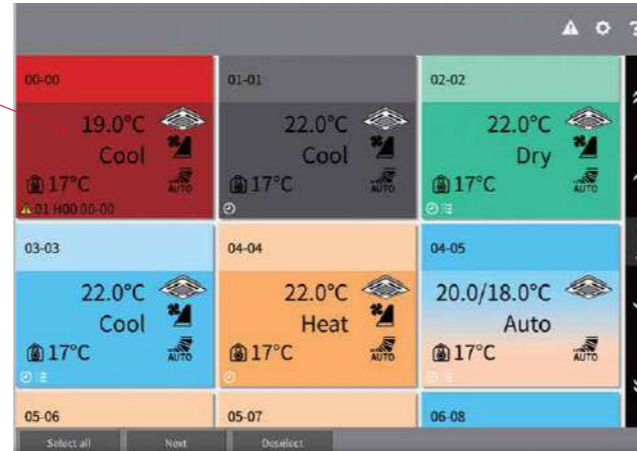 ?
00-00
19.0°C
Cool
17°C
AUTO
01 H00 00-00
01-01
22.0°C
Cool
17°C
AUTO
02-02
22.0°C
Dry
17°C
AUTO
03-03
22.0°C
Cool
17°C
AUTO
04-04
22.0°C
Heat
17°C
AUTO
04-05
20.0/18.0°C
Auto
17°C
AUTO
05-06
05-07
06-08
Select all
Next
Deselect